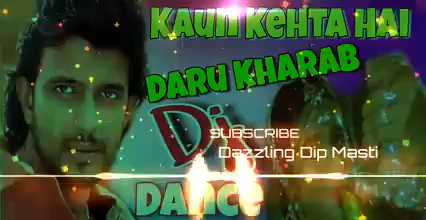 Kaun Kehta Hai
Daru Kharab
Dj
SUBSCRIBE
Dazzling Dip Masti
Dance